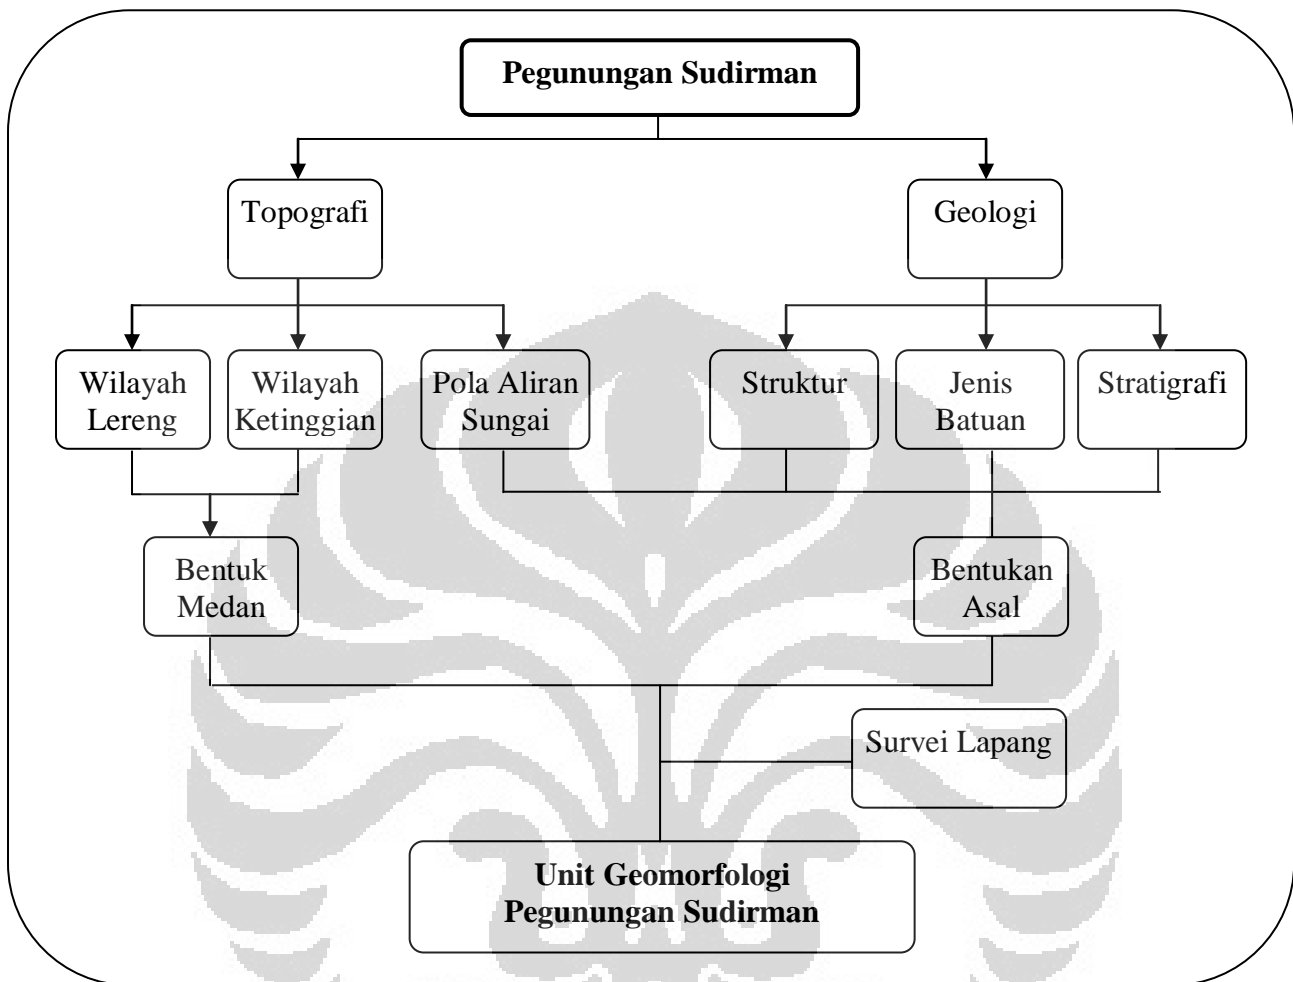 Pegunungan Sudirman
Topografi
Geologi
Wilayah
Lereng
Wilayah
Ketinggian
Pola Aliran
Sungai
Struktur
Jenis
Batuan
Stratigrafi
Bentuk
Medan
Bentukan
Asal
Survei Lapang
Unit Geomorfologi
Pegunungan Sudirman